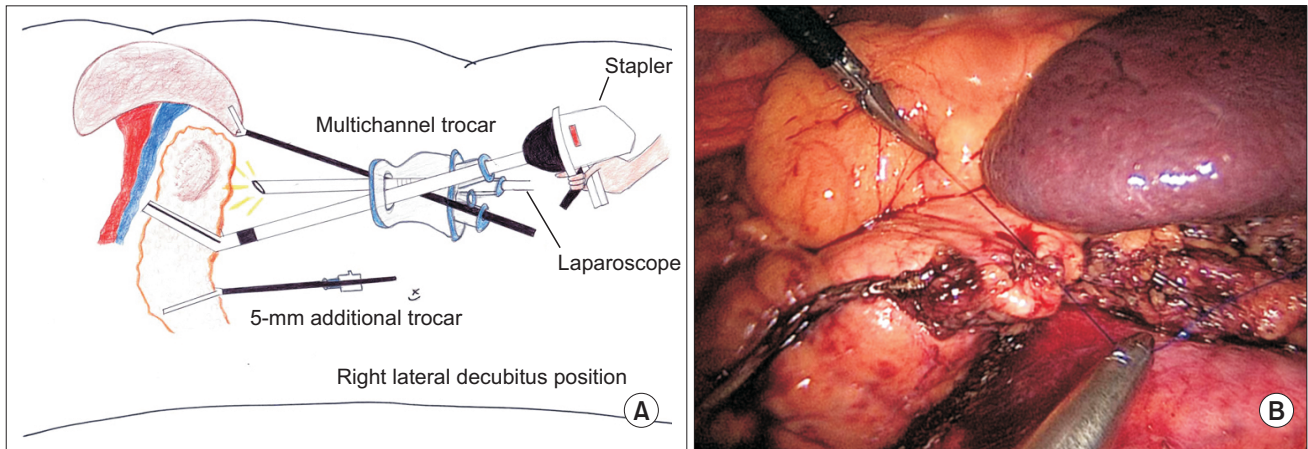 Stapler
Multichannel trocar
Laparoscope
5-mm additional trocar
Right lateral decubitus position
A
B